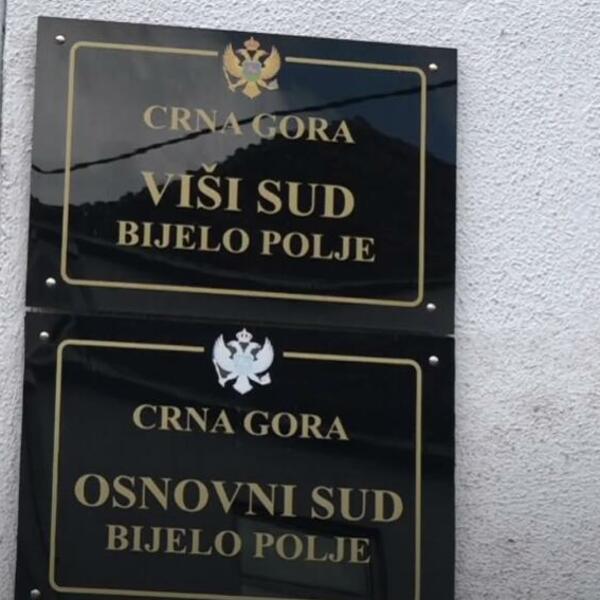 CRNA GORA
VIŠI SUD
BIJELO POLJE
CRNA GORA
OSNOVNI SUD
BIJELO POLJE